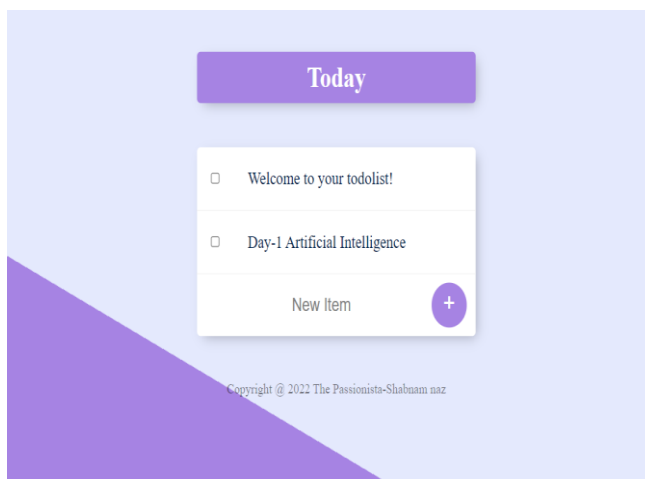 Today
Welcome to your todolist!
Day-1 Artificial Intelligence
New Item
+
Copyright @ 2022 The Passionista-Shabnam naz